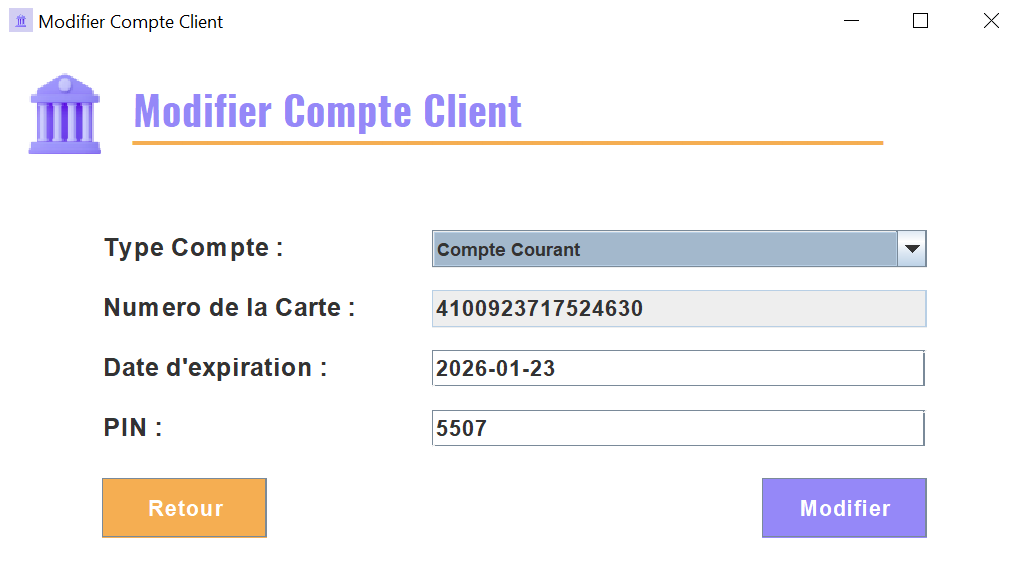 Modifier Compte Client
Modifier Compte Client
Type Compte : Compte Courant
Numero de la Carte : 4100923717524630
Date d'expiration : 2026-01-23
PIN : 5507
Retour Modifier